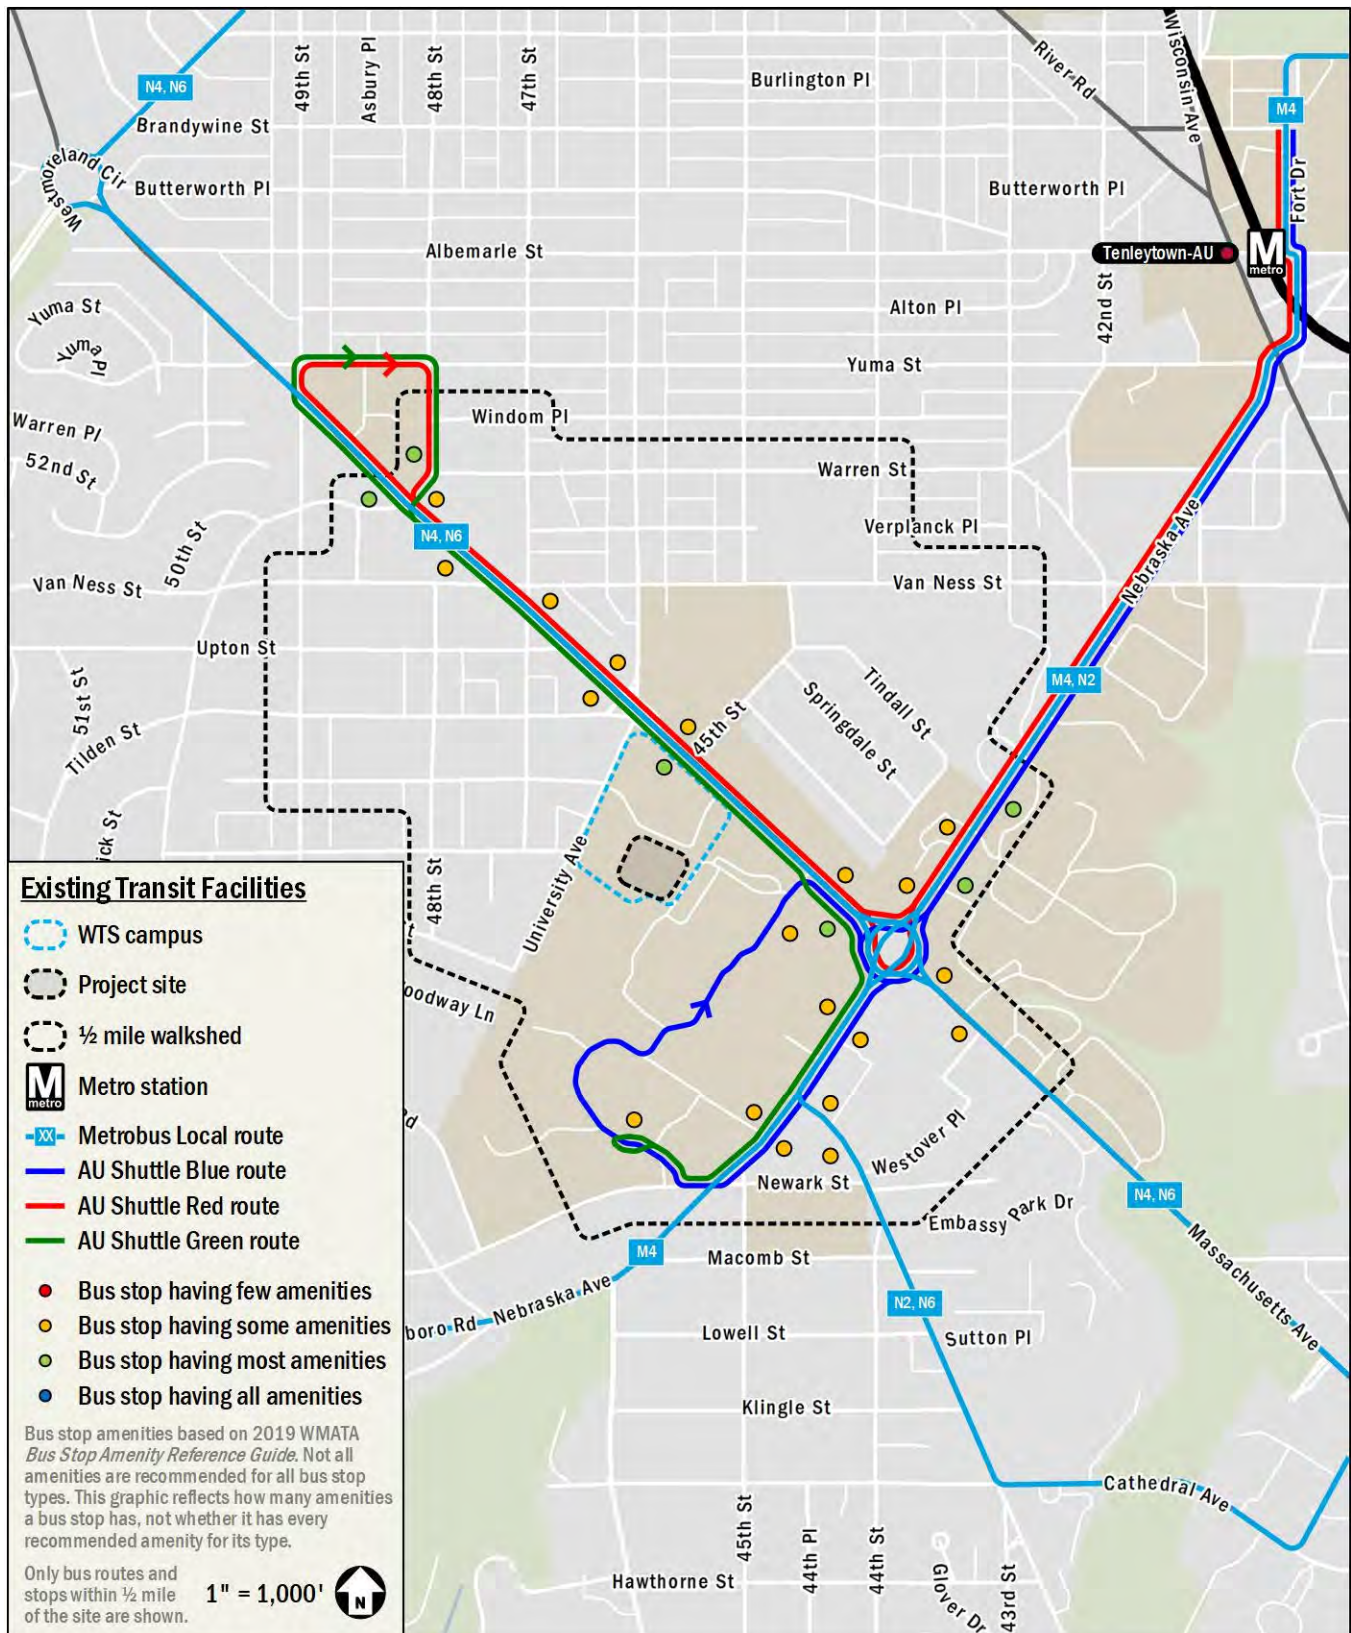 N4, N6
49th St
Asbury Pl
48th St
47th St
Burlington Pl
River Rd
Wisconsin Ave
M4
Brandywine St
Westmoreland Cir
Butterworth Pl
Butterworth Pl
Fort Dr
Albemarle St
Tenleytown-AU
M
metro
42nd St
Yuma St
Alton Pl
Yuma Pl
Yuma St
Warren Pl
Windom Pl
52nd St
Warren St
N4, N6
Verplanck Pl
50th St
Nebraska Ave
Van Ness St
Van Ness St
Upton St
M4, N2
51st St
Tindall St
Springdale St
45th St
Tilden St
ick St
48th St
University Ave
oodway Ln
Westover Pl
Newark St
Embassy Park Dr
N4, N6
Massachusetts Ave
M4
Macomb St
boro Rd
Nebraska Ave
N2, N6
Lowell St
Sutton Pl
Klingle St
Cathedral Ave
45th St
44th Pl
44th St
Hawthorne St
Glover Dr
43rd St
Existing Transit Facilities
WTS campus
Project site
½ mile walkshed
M
metro
Metro station
XX
Metrobus Local route
AU Shuttle Blue route
AU Shuttle Red route
AU Shuttle Green route
Bus stop having few amenities
Bus stop having some amenities
Bus stop having most amenities
Bus stop having all amenities
Bus stop amenities based on 2019 WMATA
Bus Stop Amenity Reference Guide. Not all
amenities are recommended for all bus stop
types. This graphic reflects how many amenities
a bus stop has, not whether it has every
recommended amenity for its type.
Only bus routes and
stops within ½ mile
of the site are shown.
1" = 1,000'
N